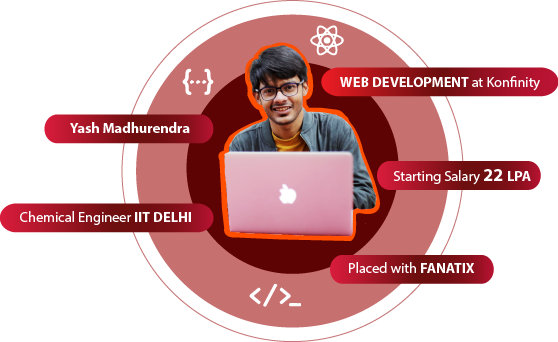 WEB DEVELOPMENT at Konfinity
Yash Madhurendra
Starting Salary 22 LPA
Chemical Engineer IIT DELHI
Placed with FANATIX